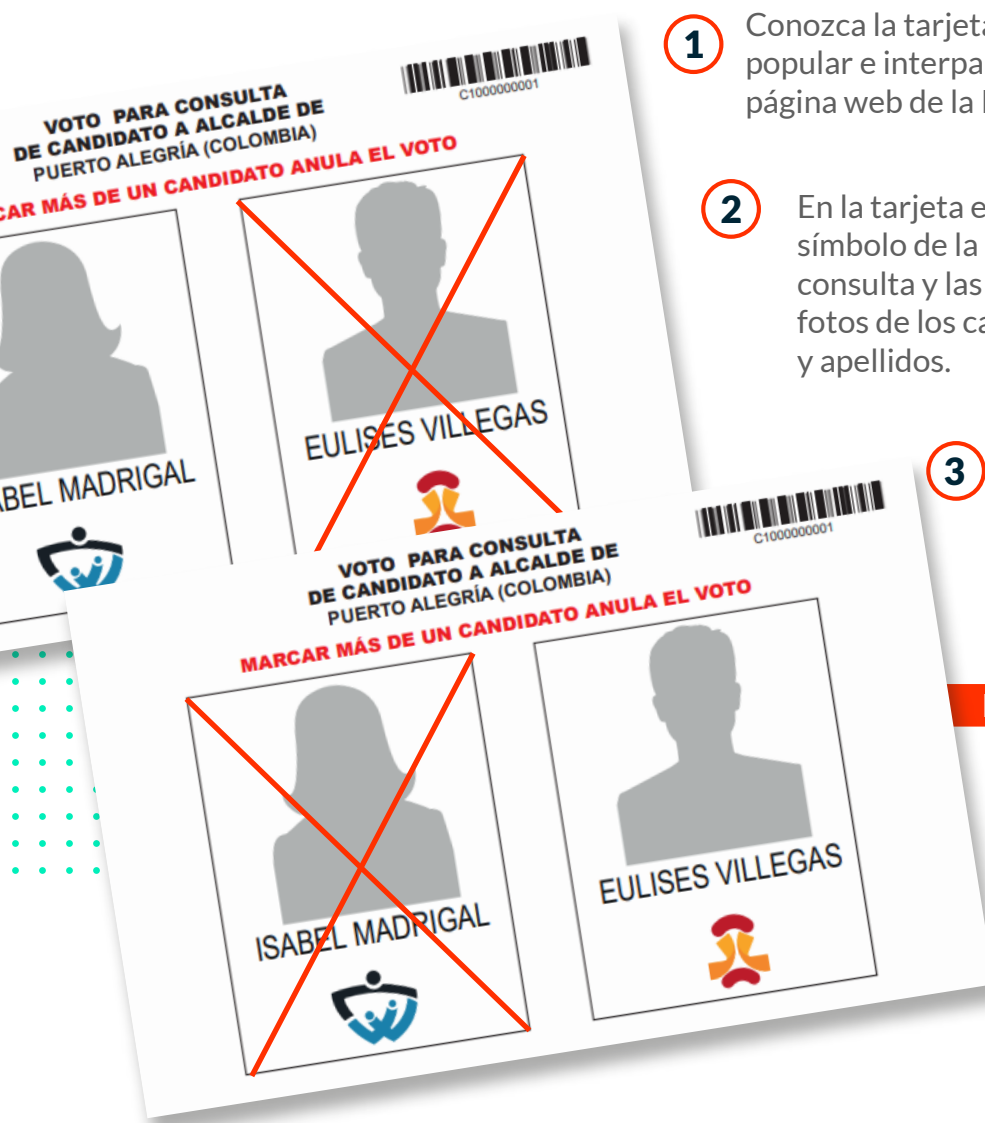 VOTO PARA CONSULTA
DE CANDIDATO A ALCALDE DE
PUERTO ALEGRÍA (COLOMBIA)
C1000000001
CAR MÁS DE UN CANDIDATO ANULA EL VOTO
ABEL MADRIGAL
EULISES VILLEGAS
1
Conozca la tarjeta
popular e interpa
página web de la
2
En la tarjeta e
símbolo de la
consulta y las
fotos de los ca
y apellidos.
3
VOTO PARA CONSULTA
DE CANDIDATO A ALCALDE DE
PUERTO ALEGRÍA (COLOMBIA)
C1000000001
MARCAR MÁS DE UN CANDIDATO ANULA EL VOTO
ISABEL MADRIGAL
EULISES VILLEGAS